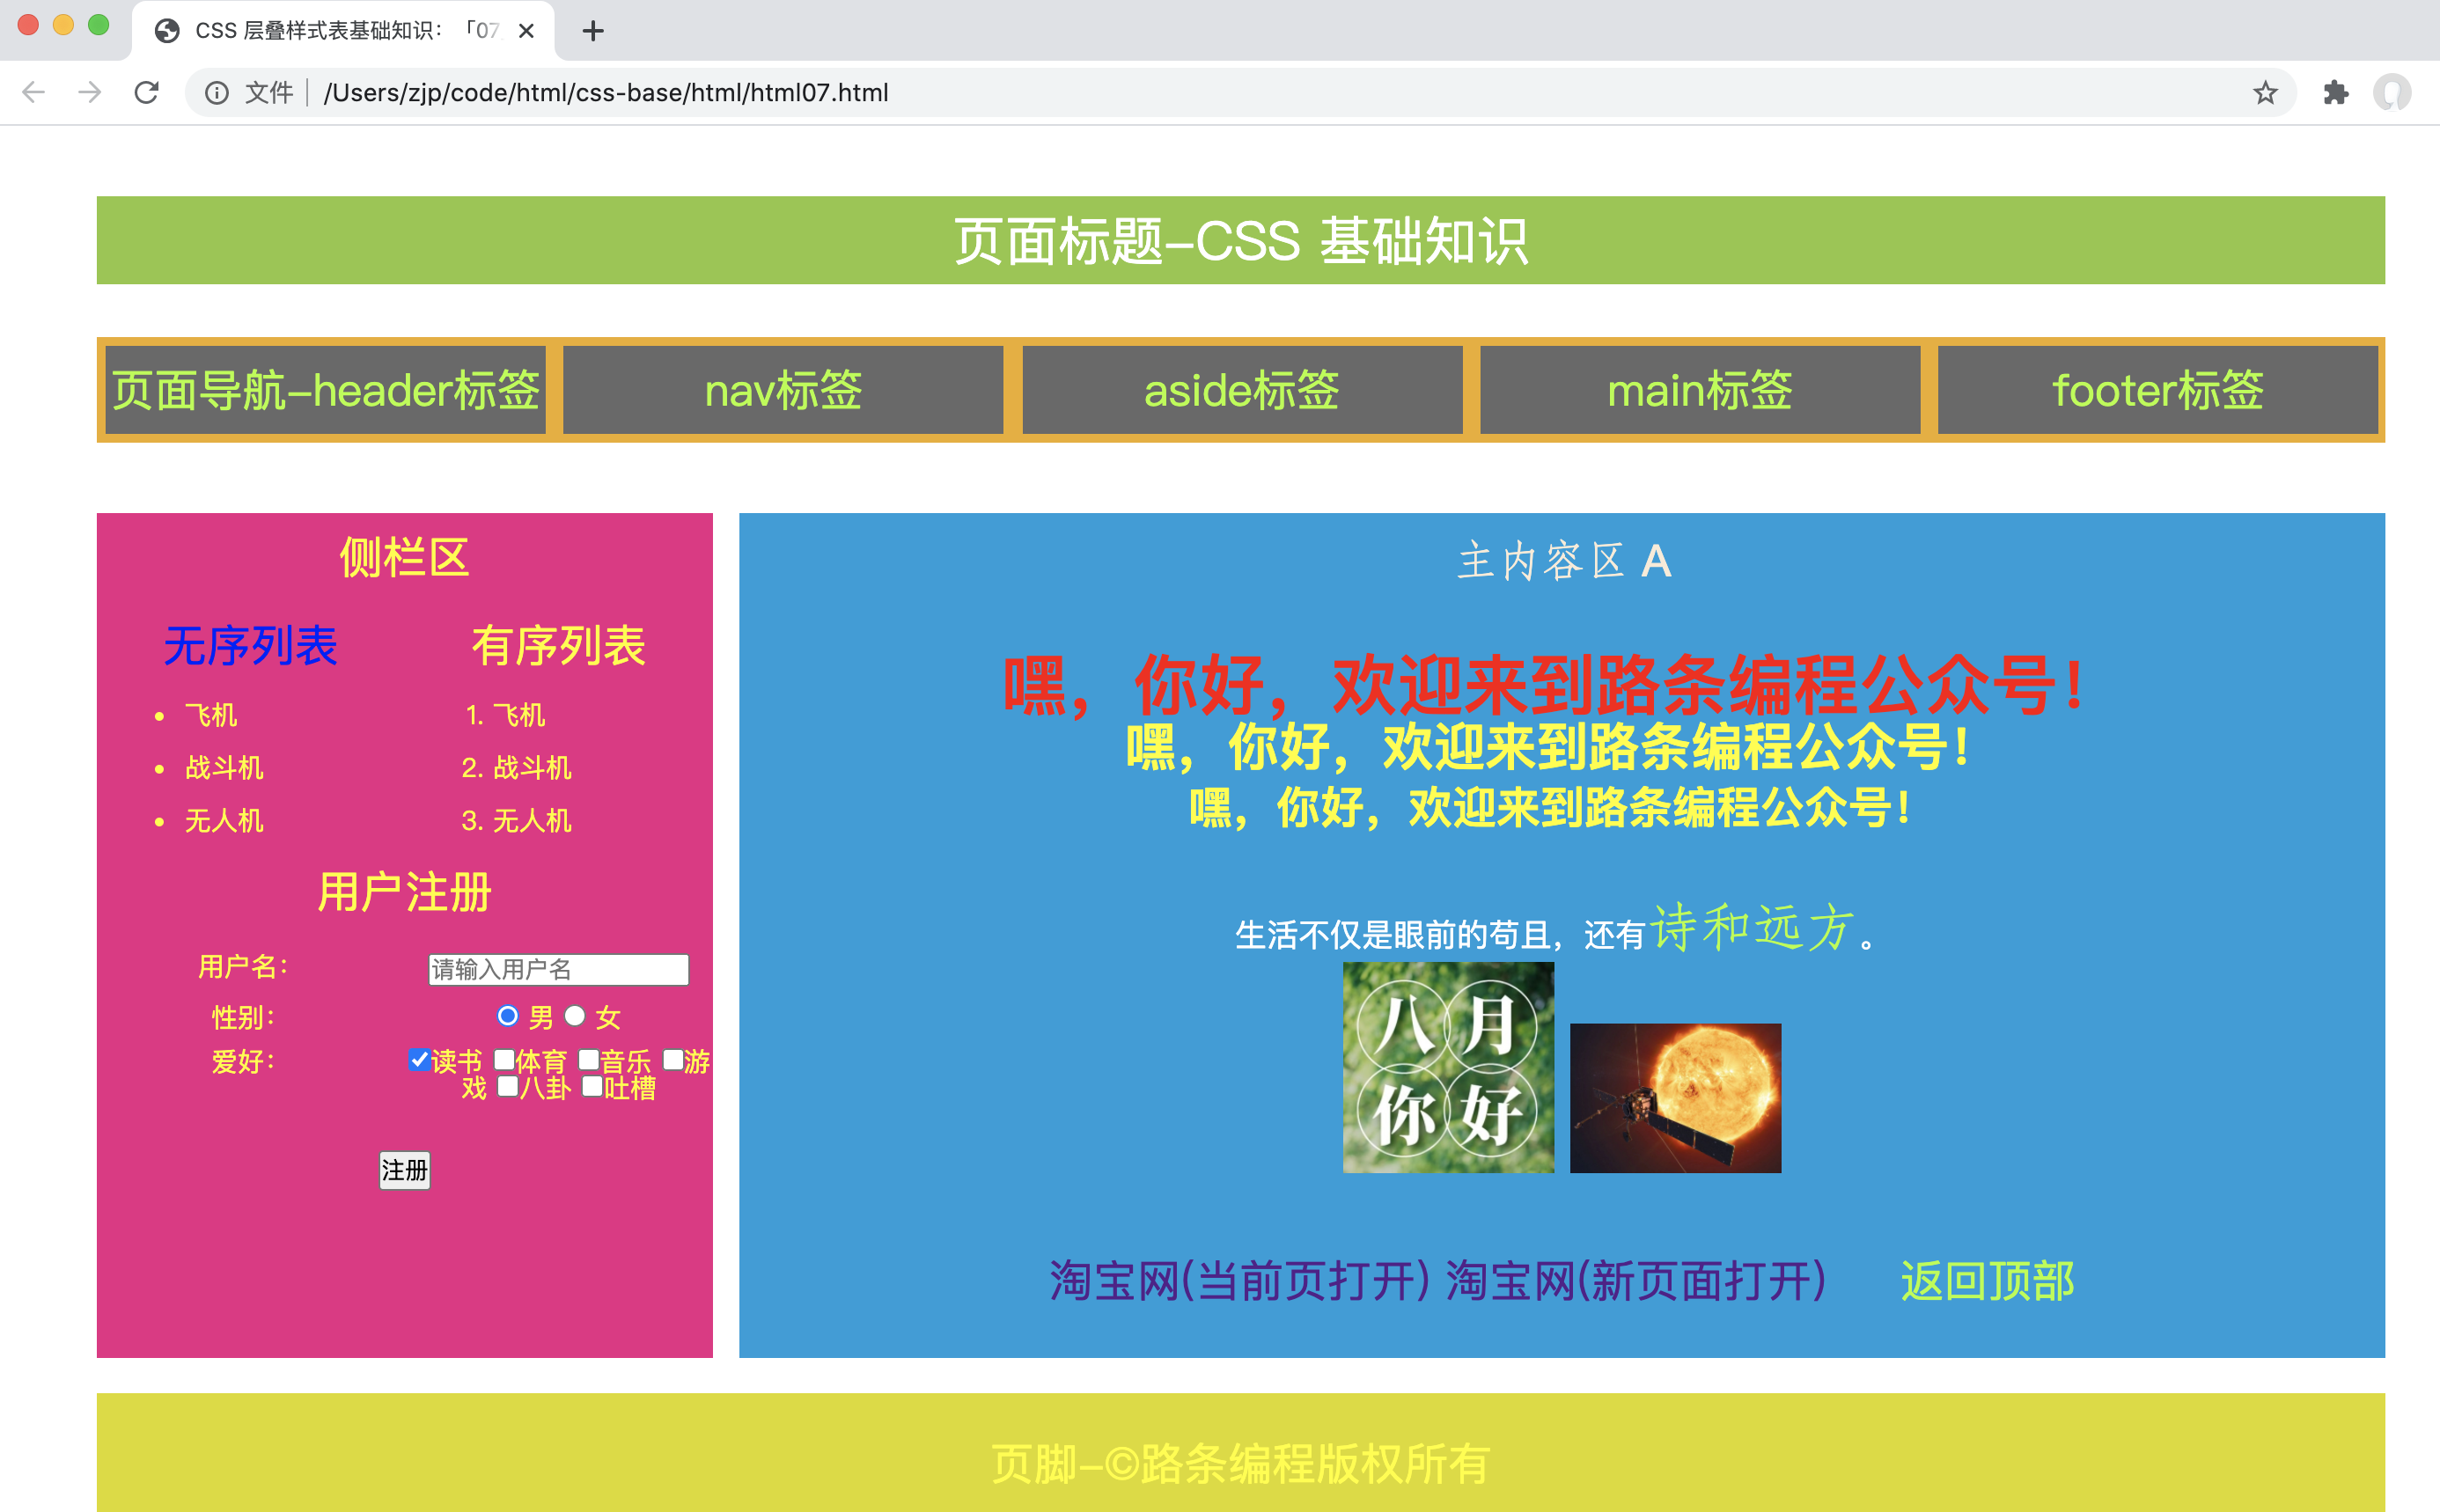 CSS 层叠样式表基础知识：「07
文件 /Users/zjp/code/html/css-base/html/html07.html
页面标题-CSS 基础知识
页面导航-header标签 nav标签 aside标签 main标签 footer标签
侧栏区
无序列表 有序列表
• 飞机 1. 飞机
• 战斗机 2. 战斗机
• 无人机 3. 无人机
用户注册
用户名： 请输入用户名
性别： 男 女
爱好： 读书 体育 音乐 游
戏 八卦 吐槽
注册
主内容区 A
嘿，你好，欢迎来到路条编程公众号！
嘿，你好，欢迎来到路条编程公众号！
嘿，你好，欢迎来到路条编程公众号！
生活不仅是眼前的苟且，还有诗和远方。
八月
你好
淘宝网(当前页打开) 淘宝网(新页面打开) 返回顶部
页脚-©路条编程版权所有